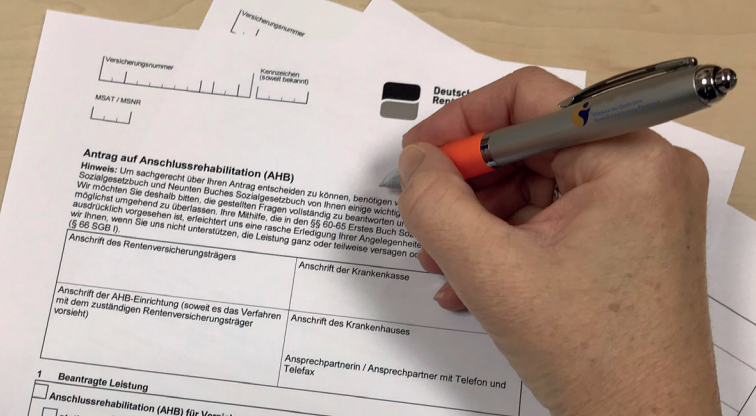 Versicherungsnummer
Versicherungsnummer
Kennzeichen
(soweit bekannt)
MSAT / MSNR
Deutsc
Ren
Antrag auf Anschlussrehabilitation (AHB)
Hinweis: Um sachgerecht über Ihren Antrag entscheiden zu können, benötigen
Sozialgesetzbuch und Neunten Buches Sozialgesetzbuch von Ihnen einige wichtig
Wir möchten Sie deshalb bitten, die gestellten Fragen vollständig zu beantworten
möglichst umgehend zu überlassen. Ihre Mithilfe, die in den §§ 60-65 Erstes Buch Soz
ausdrücklich vorgesehen ist, erleichtert uns eine rasche Erledigung Ihrer Angelegenheite
wir Ihnen, wenn Sie uns nicht unterstützen, die Leistung ganz oder teilweise versagen
(§ 66 SGB I).
Anschrift des Rentenversicherungsträgers
Anschrift der Krankenkasse
Anschrift der AHB-Einrichtung (soweit es das Verfahren
mit dem zuständigen Rentenversicherungsträger
vorsieht)
Anschrift des Krankenhauses
Ansprechpartnerin / Ansprechpartner mit Telefon und
Telefax
1 Beantragte Leistung
Anschlussrehabilitation (AHB) für